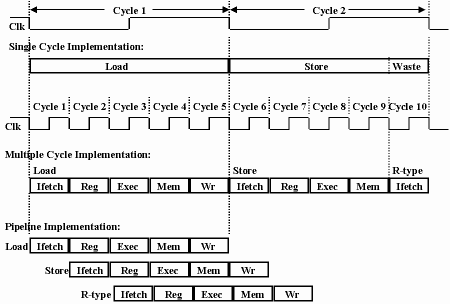 Cycle 1 Cycle 2
Clk
Single Cycle Implementation:
Load Store Waste
Cycle 1 Cycle 2 Cycle 3 Cycle 4 Cycle 5 Cycle 6 Cycle 7 Cycle 8 Cycle 9 Cycle 10
Clk
Multiple Cycle Implementation:
Load Store R-type
Ifetch Reg Exec Mem Wr Ifetch Reg Exec Mem Ifetch
Pipeline Implementation:
Load Ifetch Reg Exec Mem Wr
Store Ifetch Reg Exec Mem Wr
R-type Ifetch Reg Exec Mem Wr